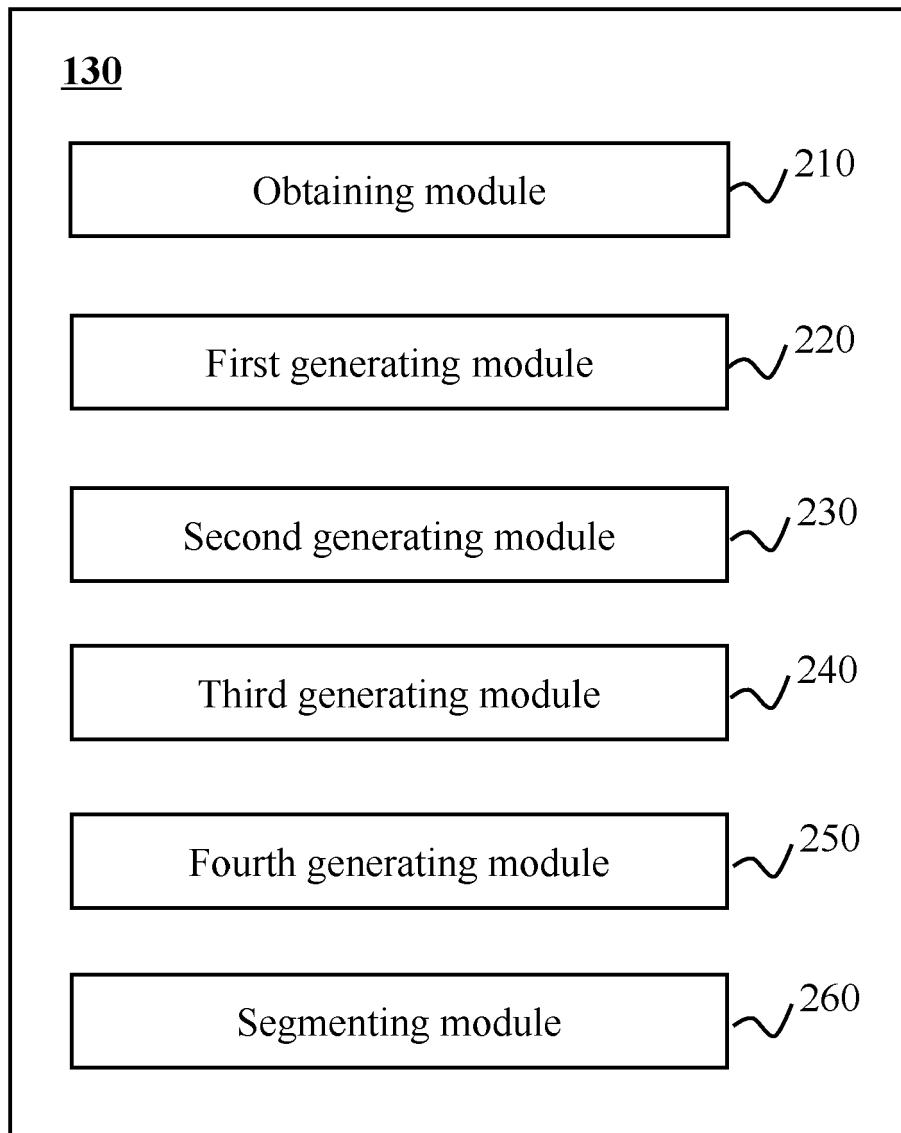 130
Obtaining module 210
First generating module 220
Second generating module 230
Third generating module 240
Fourth generating module 250
Segmenting module 260